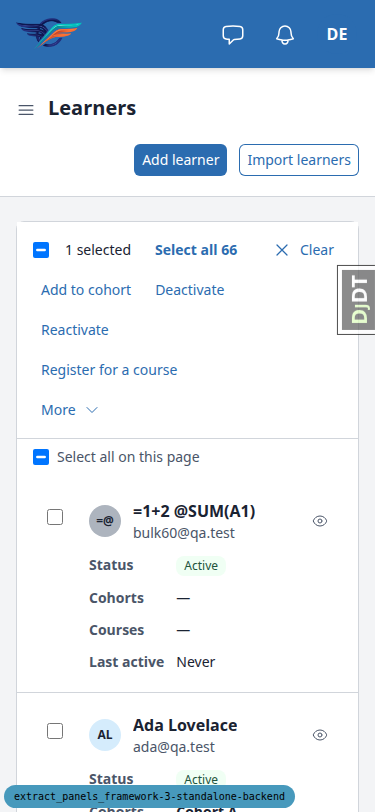 DE
Learners
Add learner
Import learners
1 selected
Select all 66
Clear
Add to cohort
Deactivate
Reactivate
Register for a course
More
DjDT
Select all on this page
=@
=1+2 @SUM(A1)
bulk60@qa.test
Status
Active
Cohorts
—
Courses
—
Last active
Never
AL
Ada Lovelace
ada@qa.test
Status
Active
extract_panels_framework-3-standalone-backend